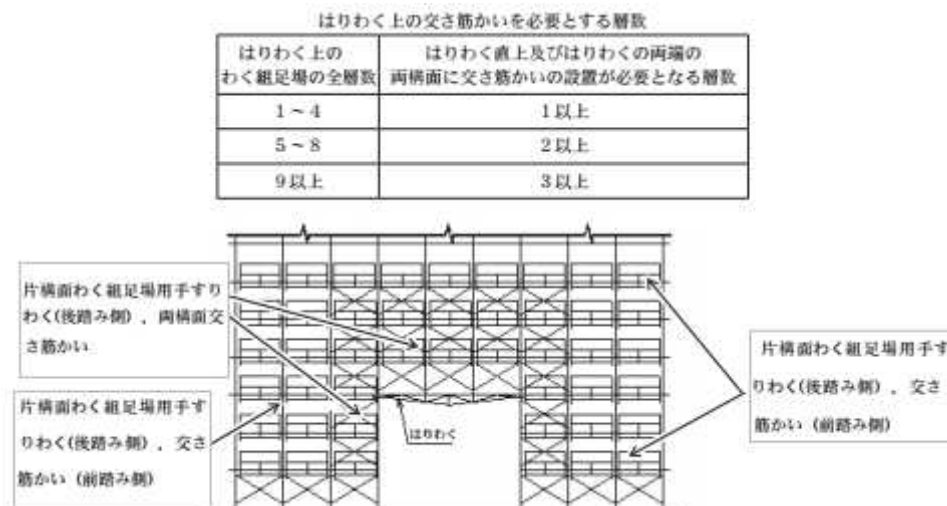 はりわく上の交さ筋かいを必要とする層数
はりわく上の
わく組足場の全層数
はりわく直上及びはりわくの両端の
両構面に交さ筋かいの設置が必要となる層数
1～4
1以上
5～8
2以上
9以上
3以上
片構面わく組足場用手すり
わく(後踏み側)，両構面交
さ筋かい
片構面わく組足場用手す
りわく(後踏み側)，交さ
筋かい（前踏み側）
はりわく
片構面わく組足場用手す
りわく(後踏み側)，交さ
筋かい（前踏み側）